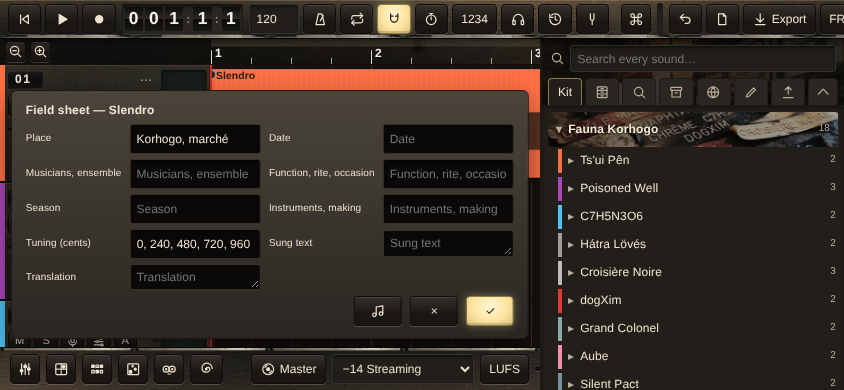 0 0 1 : 1 : 1
120
1234
Export
FR
1
2
3
01
...
Slendro
Field sheet — Slendro
Place
Korhogo, marché
Date
Date
Musicians, ensemble
Musicians, ensemble
Function, rite, occasion
Function, rite, occasio
Season
Season
Instruments, making
Instruments, making
Tuning (cents)
0, 240, 480, 720, 960
Sung text
Sung text
Translation
Translation
M S A
Master
−14 Streaming
LUFS
Search every sound…
Kit
Fauna Korhogo
18
Ts'ui Pên
2
Poisoned Well
3
C7H5N3O6
2
Hátra Lövés
2
Croisière Noire
3
dogXim
2
Grand Colonel
2
Aube
2
Silent Pact
2